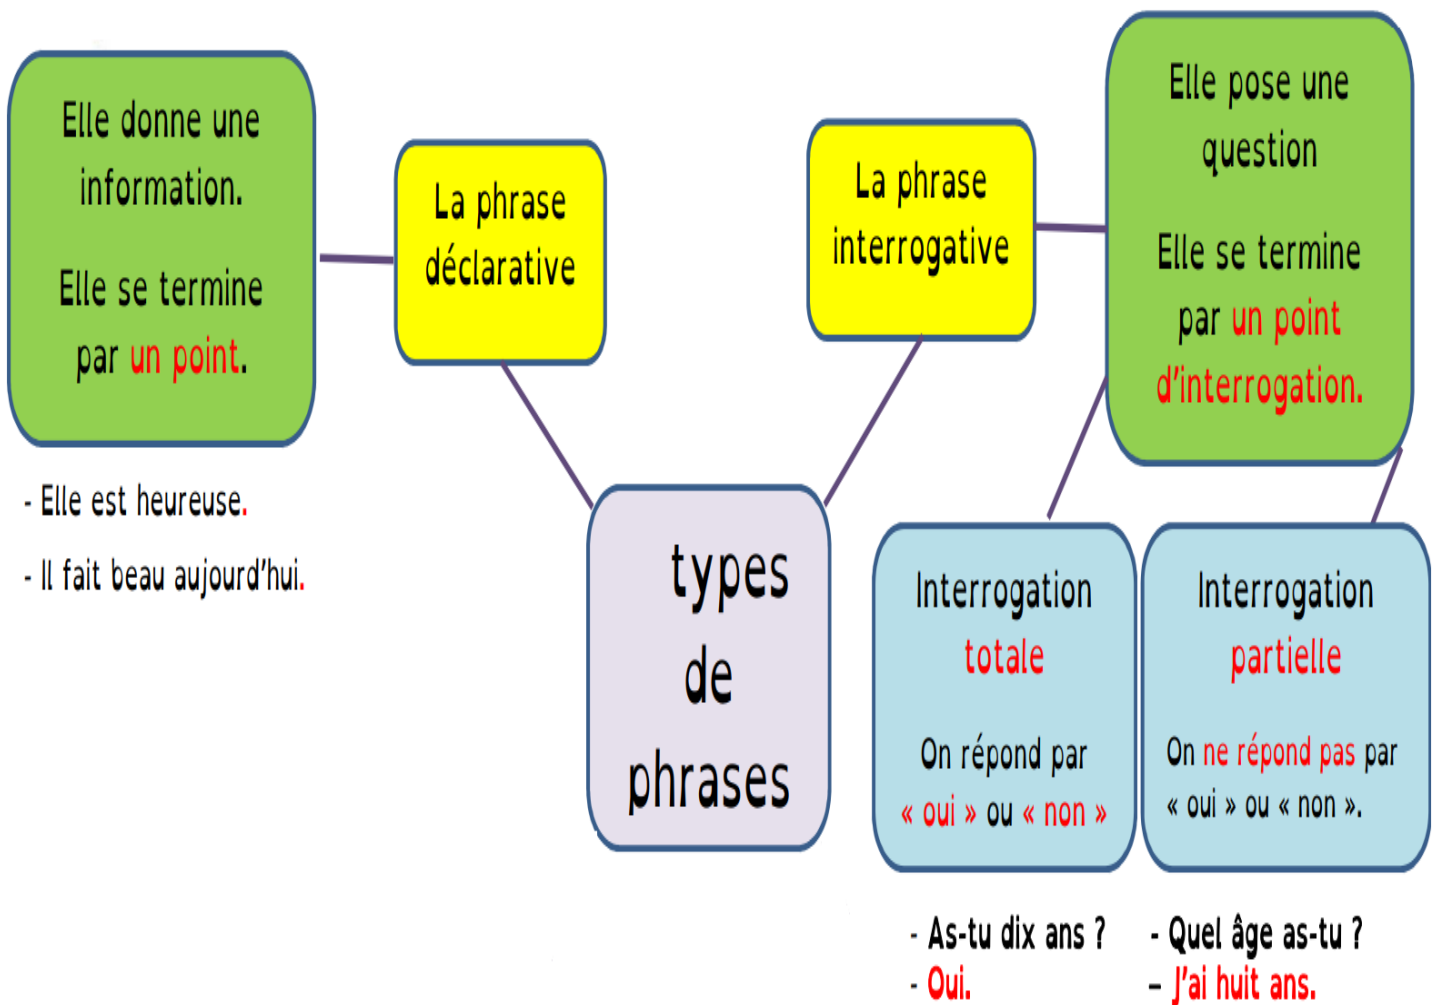 Elle donne une
information.
Elle se termine
par un point.
- Elle est heureuse.
- Il fait beau aujourd’hui.
La phrase
déclarative
types
de
phrases
La phrase
interrogative
Elle pose une
question
Elle se termine
par un point
d’interrogation.
Interrogation
totale
On répond par
« oui » ou « non »
- As-tu dix ans ?
- Oui.
Interrogation
partielle
On ne répond pas par
« oui » ou « non ».
- Quel âge as-tu ?
– J’ai huit ans.